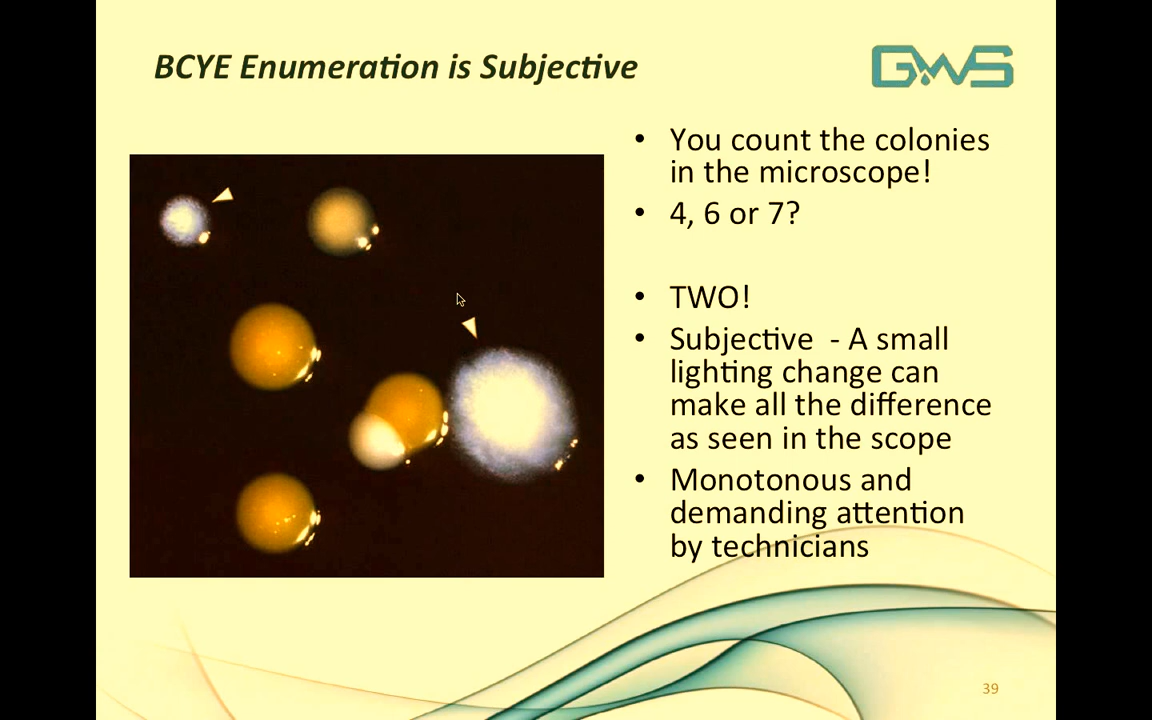 BCYE Enumeration is Subjective
GWS
• You count the colonies
in the microscope!
• 4, 6 or 7?
• TWO!
• Subjective - A small
lighting change can
make all the difference
as seen in the scope
• Monotonous and
demanding attention
by technicians
39